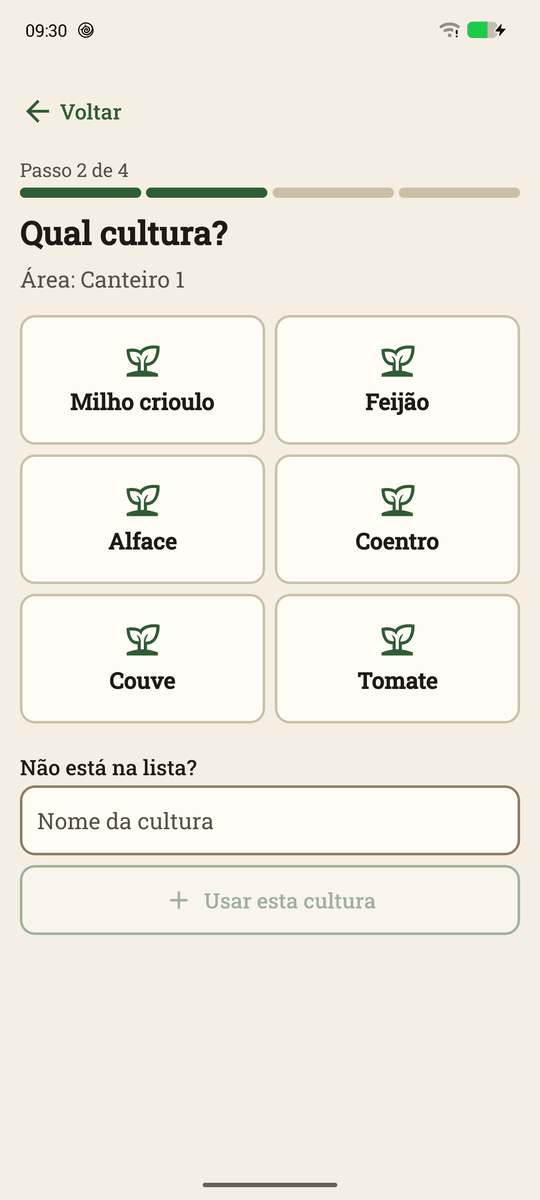 09:30
Voltar
Passo 2 de 4
Qual cultura?
Área: Canteiro 1
Milho crioulo
Feijão
Alface
Coentro
Couve
Tomate
Não está na lista?
Nome da cultura
+ Usar esta cultura